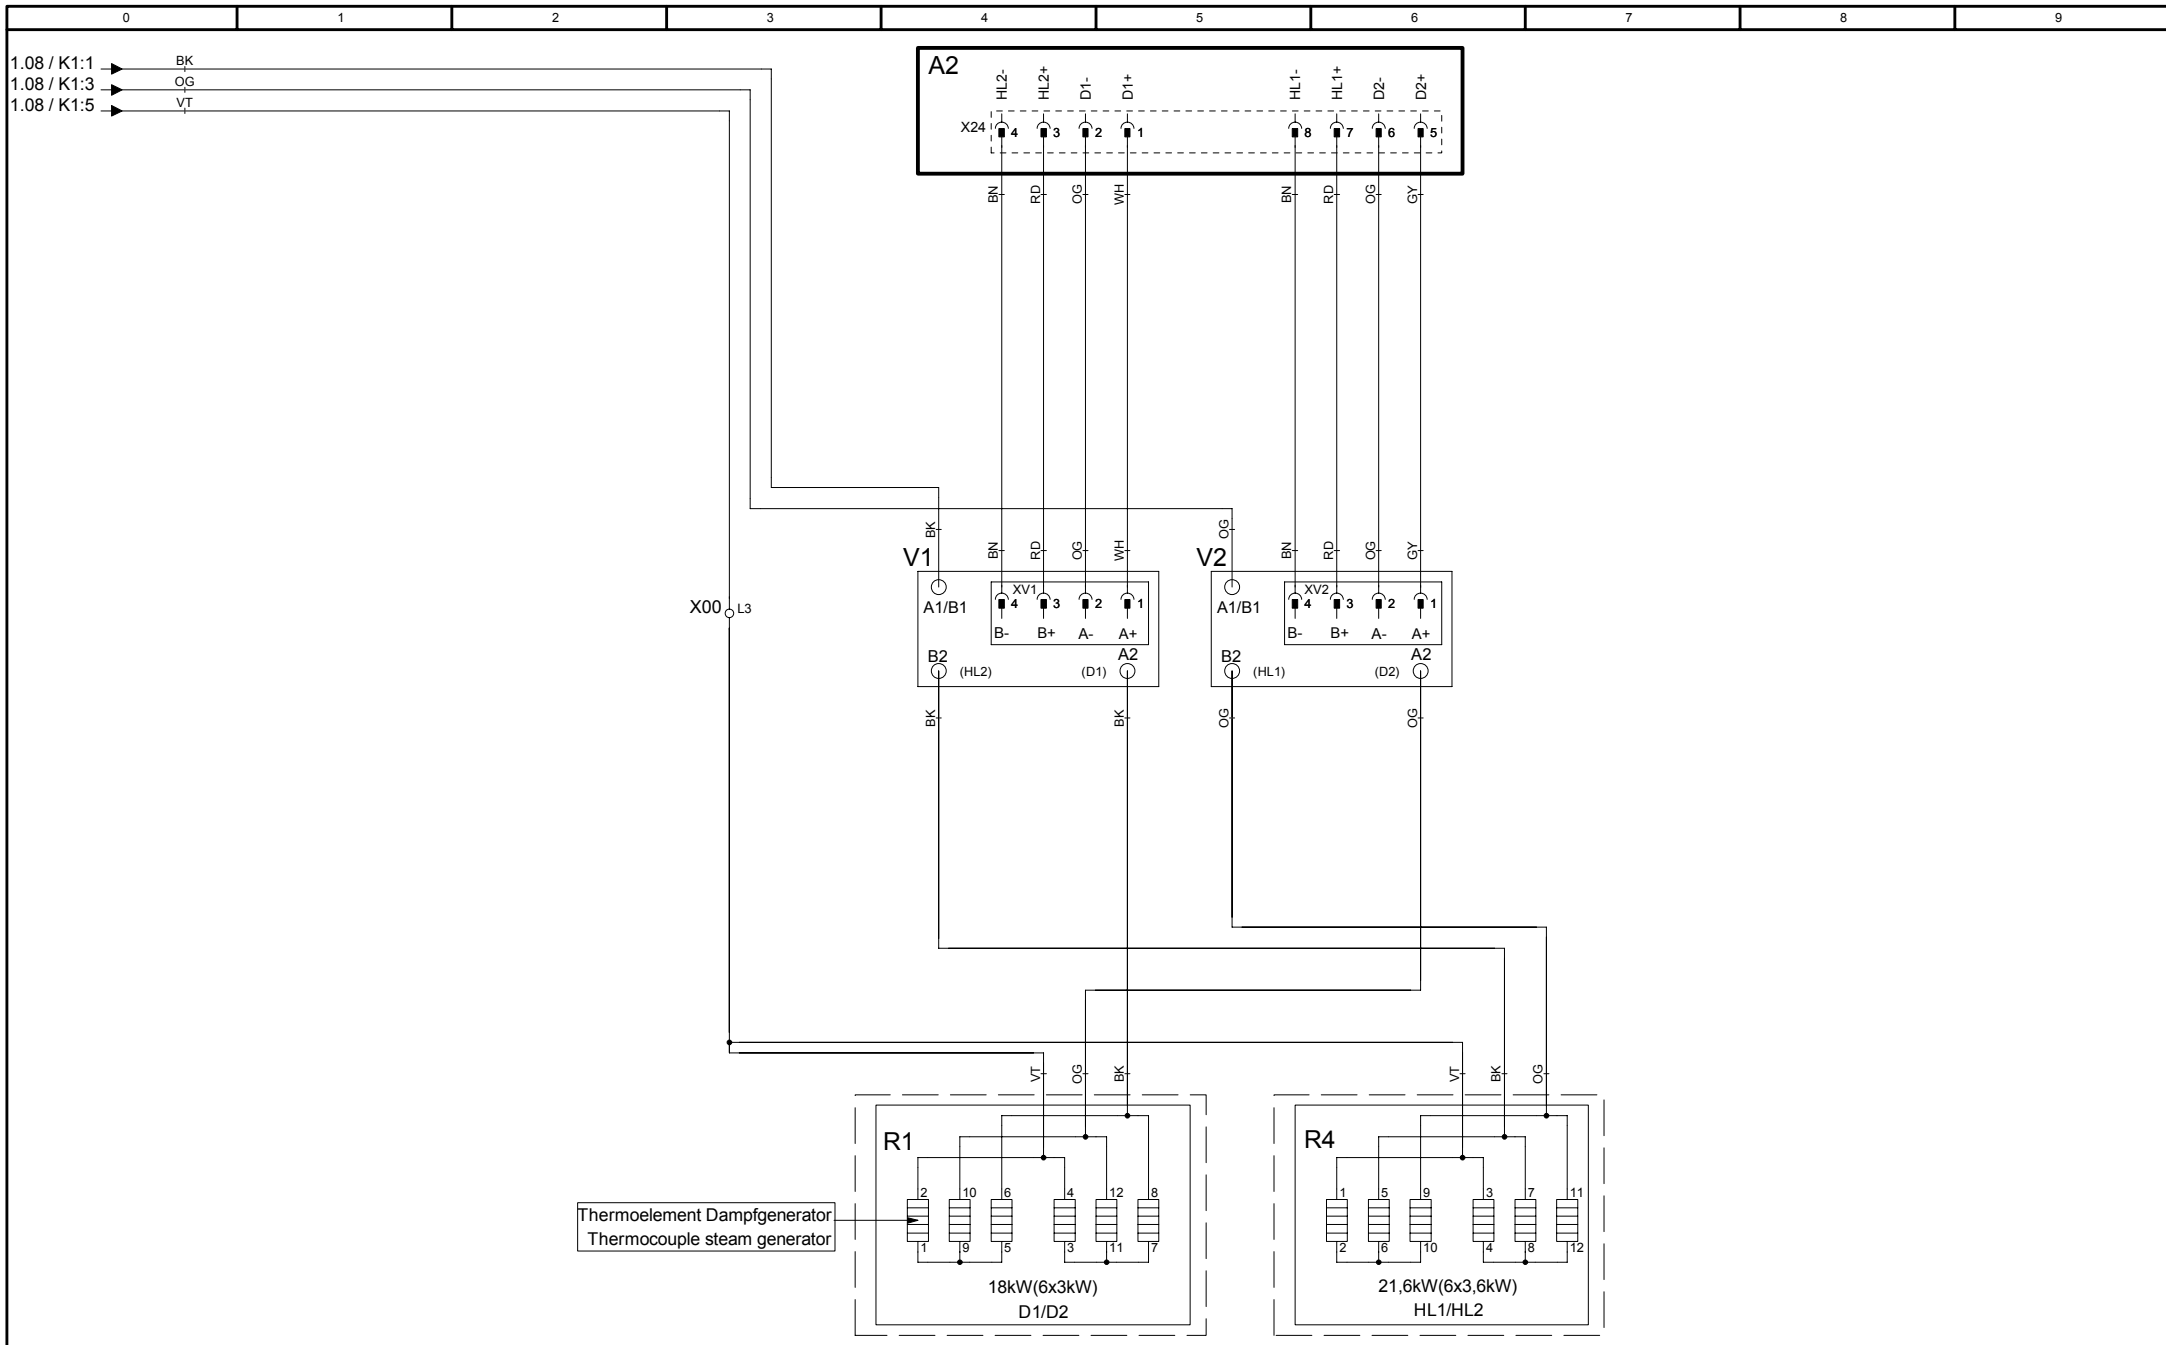 0 1 2 3 4 5 6 7 8 9
1.08 / K1:1 BK
1.08 / K1:3 OG
1.08 / K1:5 VT
A2
HL2- HL2+ D1- D1+ HL1- HL1+ D2- D2+
X24 4 3 2 1 8 7 6 5
BN RD OG WH BN RD OG GY
BK BN RD OG WH OG BN RD OG GY
V1 V2
XV1 XV2
4 3 2 1 4 3 2 1
X00 L3 A1/B1 A1/B1
B- B+ A- A+ B- B+ A- A+
B2 (HL2) (D1) A2 B2 (HL1) (D2) A2
BK BK OG OG
VT OG BK VT BK OG
R1 R4
2 10 6 4 12 8 1 5 9 3 7 11
Thermoelement Dampfgenerator
Thermocouple steam generator
1 9 5 3 11 7 2 6 10 4 8 12
18kW(6x3kW) 21,6kW(6x3,6kW)
D1/D2 HL1/HL2